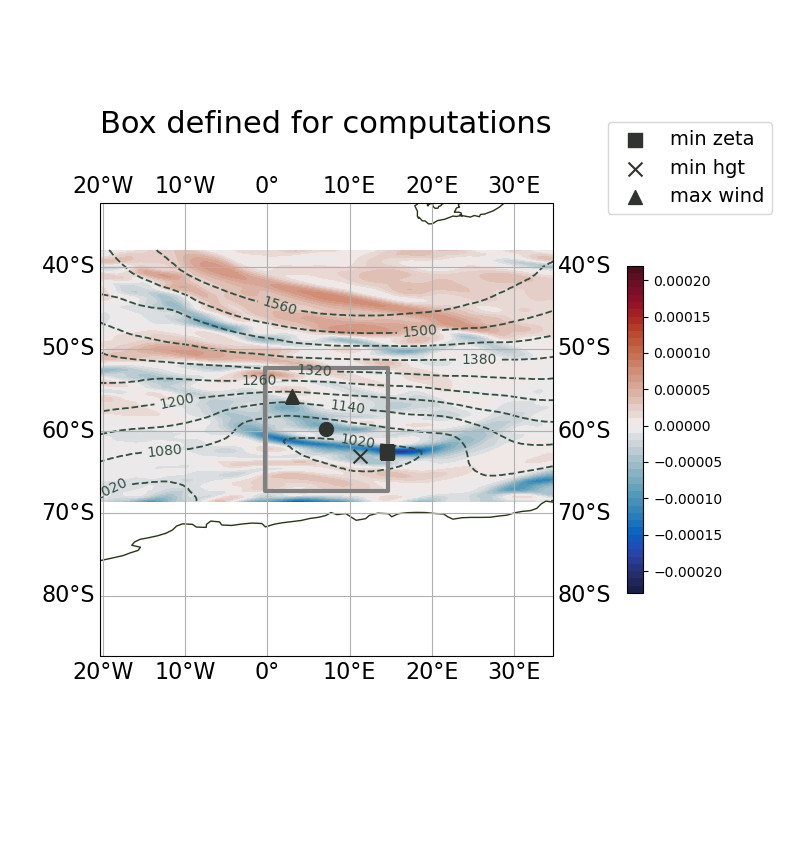 Box defined for computations
min zeta
min hgt
max wind
20°W 10°W 0° 10°E 20°E 30°E
40°S 40°S
50°S 50°S
60°S 60°S
70°S 70°S
80°S 80°S
20°W 10°W 0° 10°E 20°E 30°E
1560
1500
1380
1320
1260
1200
1140
1080
1020
1020
0.00020
0.00015
0.00010
0.00005
0.00000
−0.00005
−0.00010
−0.00015
−0.00020